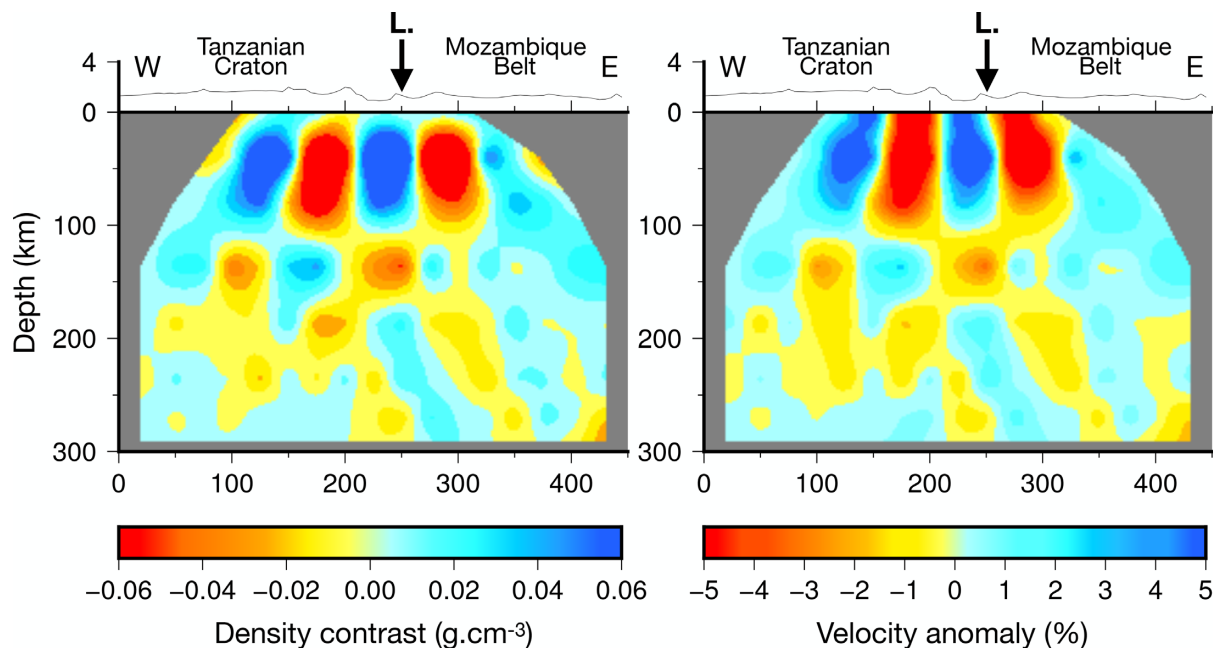 L. L.
Tanzanian Mozambique Tanzanian Mozambique
4 W Craton Belt E 4 W Craton Belt E
0 0
Depth (km)
100
200
300
0 100 200 300 400 0 100 200 300 400
−0.06 −0.04 −0.02 0.00 0.02 0.04 0.06 −5 −4 −3 −2 −1 0 1 2 3 4 5
Density contrast (g.cm-3) Velocity anomaly (%)